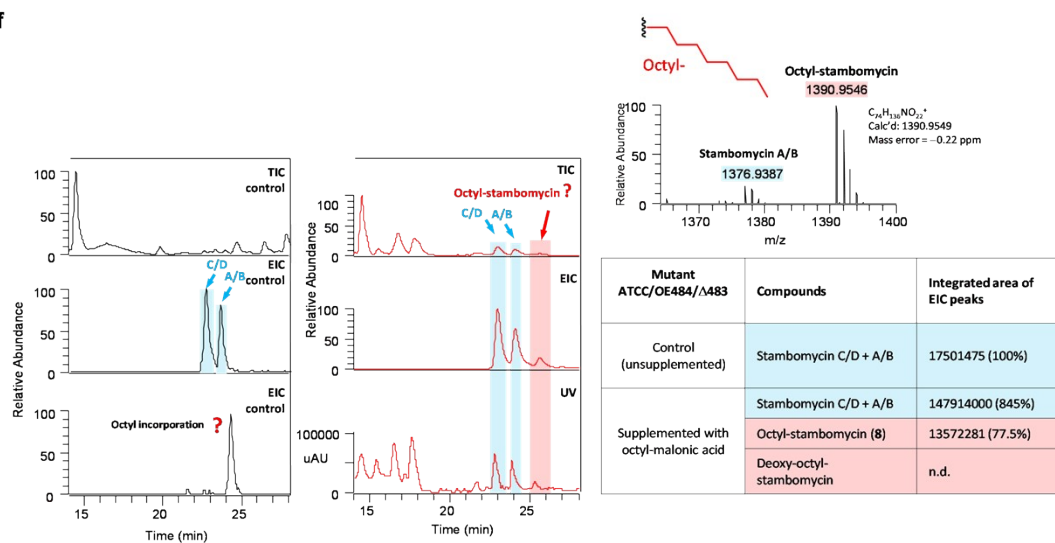 f
TIC
control
100
50
0
C/D
A/B
EIC
control
100
50
0
Relative Abundance
EIC
control
Octyl incorporation ?
100
50
0
15 20 25
Time (min)
TIC
Octyl-stambomycin ?
C/D A/B
100
50
0
Relative Abundance
EIC
100
50
0
Relative Abundance
UV
100000
uAU
0
15 20 25
Time (min)
Octyl-
Octyl-stambomycin
1390.9546
C74H136NO22+
Calc'd: 1390.9549
Mass error = −0.22 ppm
Stambomycin A/B
1376.9387
Relative Abundance
100
50
0
1370 1380 1390 1400
m/z
Mutant
ATCC/OE484/Δ483
Compounds
Integrated area of
EIC peaks
Control
(unsupplemented)
Stambomycin C/D + A/B
17501475 (100%)
Supplemented with
octyl-malonic acid
Stambomycin C/D + A/B
147914000 (845%)
Octyl-stambomycin (8)
13572281 (77.5%)
Deoxy-octyl-
stambomycin
n.d.